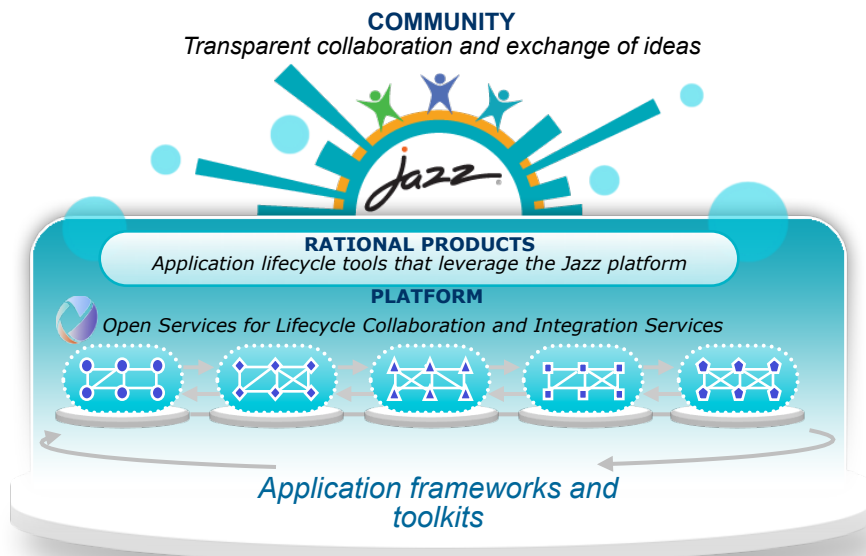 COMMUNITY
Transparent collaboration and exchange of ideas
jazz
RATIONAL PRODUCTS
Application lifecycle tools that leverage the Jazz platform
PLATFORM
Open Services for Lifecycle Collaboration and Integration Services
Application frameworks and
toolkits